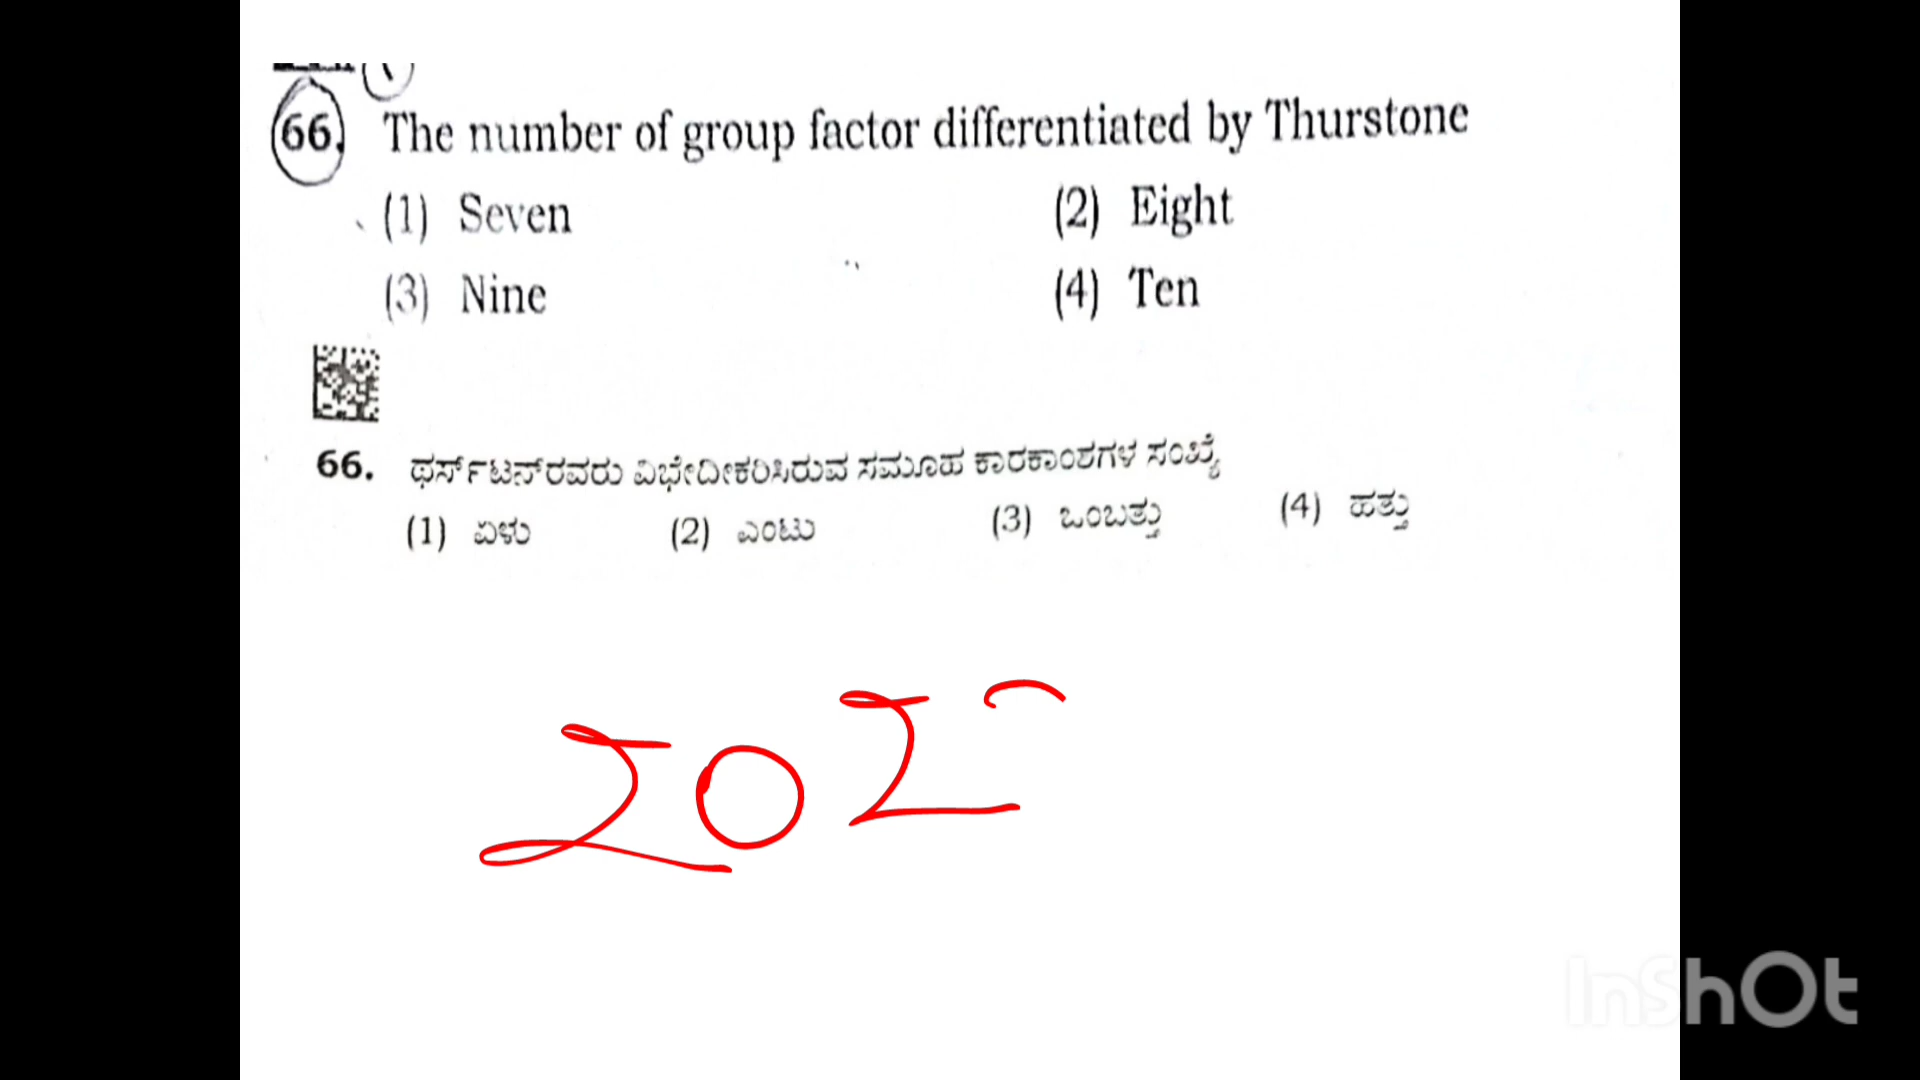 66. The number of group factor differentiated by Thurstone
(1) Seven (2) Eight
(3) Nine (4) Ten
66. ಥರ್ಸ್ಟನ್‌ರವರು ವಿಭೇದೀಕರಿಸಿರುವ ಸಮೂಹ ಕಾರಕಾಂಶಗಳ ಸಂಖ್ಯೆ
(1) ಏಳು (2) ಎಂಟು (3) ಒಂಬತ್ತು (4) ಹತ್ತು
202
InShOt